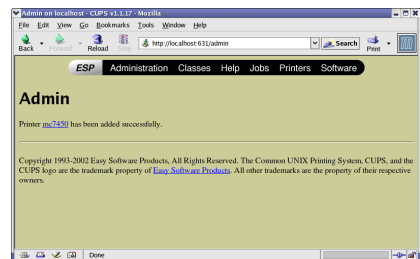 Admin on localhost - CUPS v1.1.17 - Mozilla
File Edit View Go Bookmarks Tools Window Help
Back Forward Reload Stop http://localhost:631/admin Search Print
ESP Administration Classes Help Jobs Printers Software
Admin
Printer mc7450 has been added successfully.
Copyright 1993-2002 Easy Software Products, All Rights Reserved. The Common UNIX Printing System, CUPS, and the
CUPS logo are the trademark property of Easy Software Products. All other trademarks are the property of their respective
owners.
Done